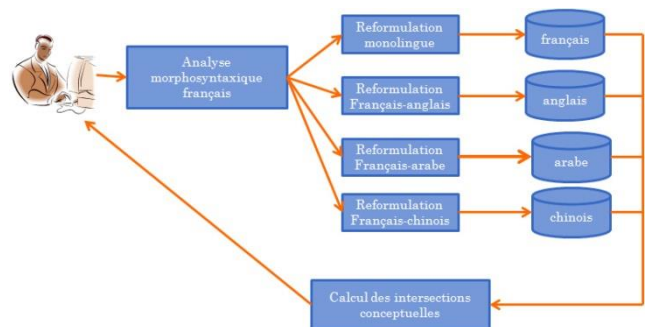 Analyse
morphosyntaxique
français
Reformulation
monolingue
français
Reformulation
Français-anglais
anglais
Reformulation
Français-arabe
arabe
Reformulation
Français-chinois
chinois
Calcul des intersections
conceptuelles